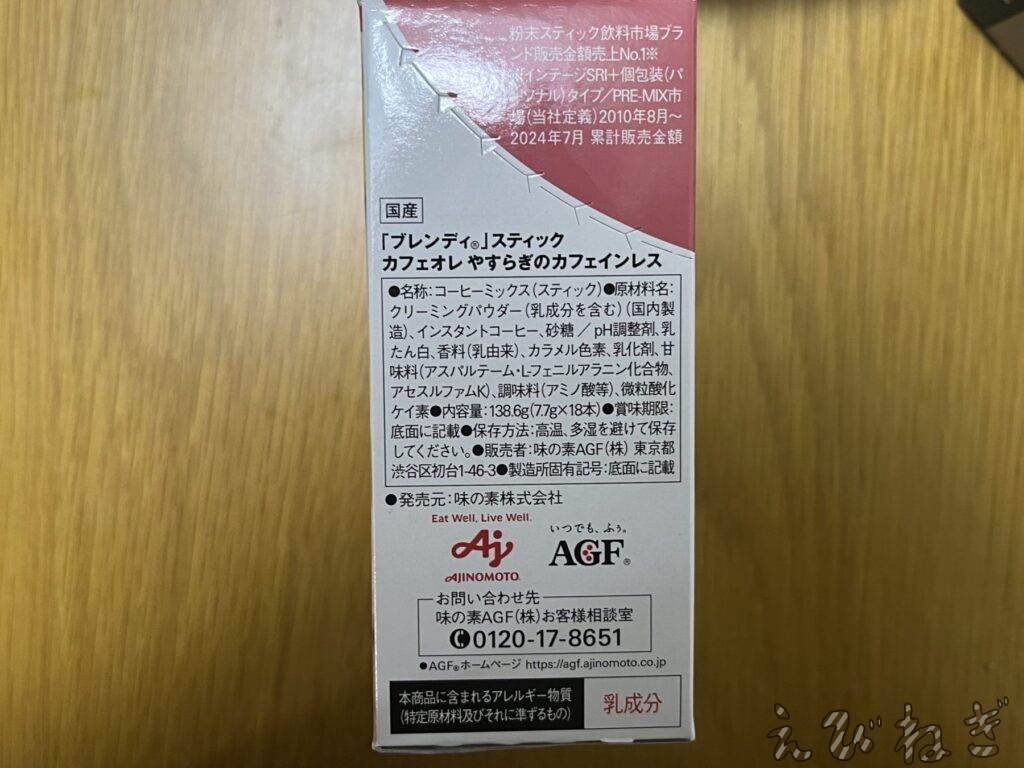 粉末スティック飲料市場ブラ
ンド販売金額売上No.1※
※インテージSRI+個包装(パ
ーソナル)タイプ/PRE-MIX市
場(当社定義)2010年8月～
2024年7月 累計販売金額
国産
「ブレンディ®」スティック
カフェオレ やすらぎのカフェインレス
●名称:コーヒーミックス(スティック)●原材料名:
クリーミングパウダー(乳成分を含む)(国内製
造)、インスタントコーヒー、砂糖／pH調整剤、乳
たん白、香料(乳由来)、カラメル色素、乳化剤、甘
味料(アスパルテーム・L-フェニルアラニン化合物、
アセスルファムK)、調味料(アミノ酸等)、微粒酸化
ケイ素●内容量:138.6g(7.7g×18本)●賞味期限:
底面に記載●保存方法:高温、多湿を避けて保存
してください。●販売者:味の素AGF(株) 東京都
渋谷区初台1-46-3●製造所固有記号:底面に記載
●発売元:味の素株式会社
Eat Well, Live Well.
Aj
AJINOMOTO®
いつでも、ふぅ。
AGF®
お問い合わせ先
味の素AGF(株)お客様相談室
0120-17-8651
●AGF®ホームページ https://agf.ajinomoto.co.jp
本商品に含まれるアレルギー物質
(特定原材料及びそれに準ずるもの)
乳成分
えびねぎ